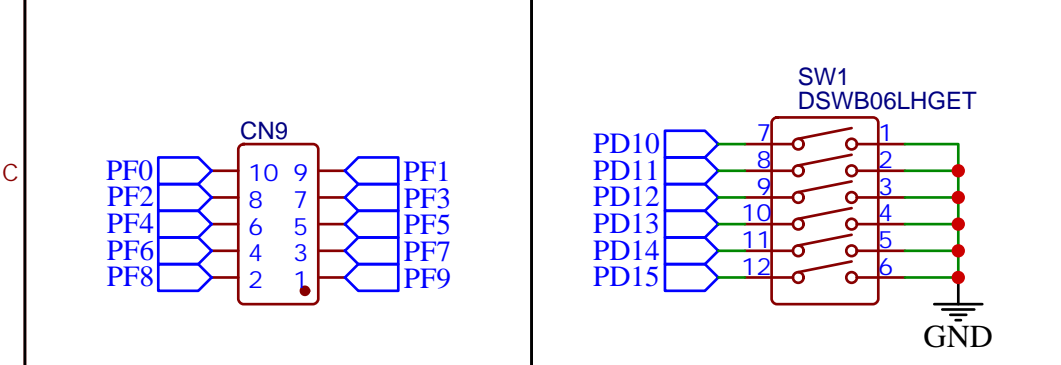 C
CN9
PF0 10 9 PF1
PF2 8 7 PF3
PF4 6 5 PF5
PF6 4 3 PF7
PF8 2 1 PF9
SW1
DSWB06LHGET
PD10 7 1
PD11 8 2
PD12 9 3
PD13 10 4
PD14 11 5
PD15 12 6
GND